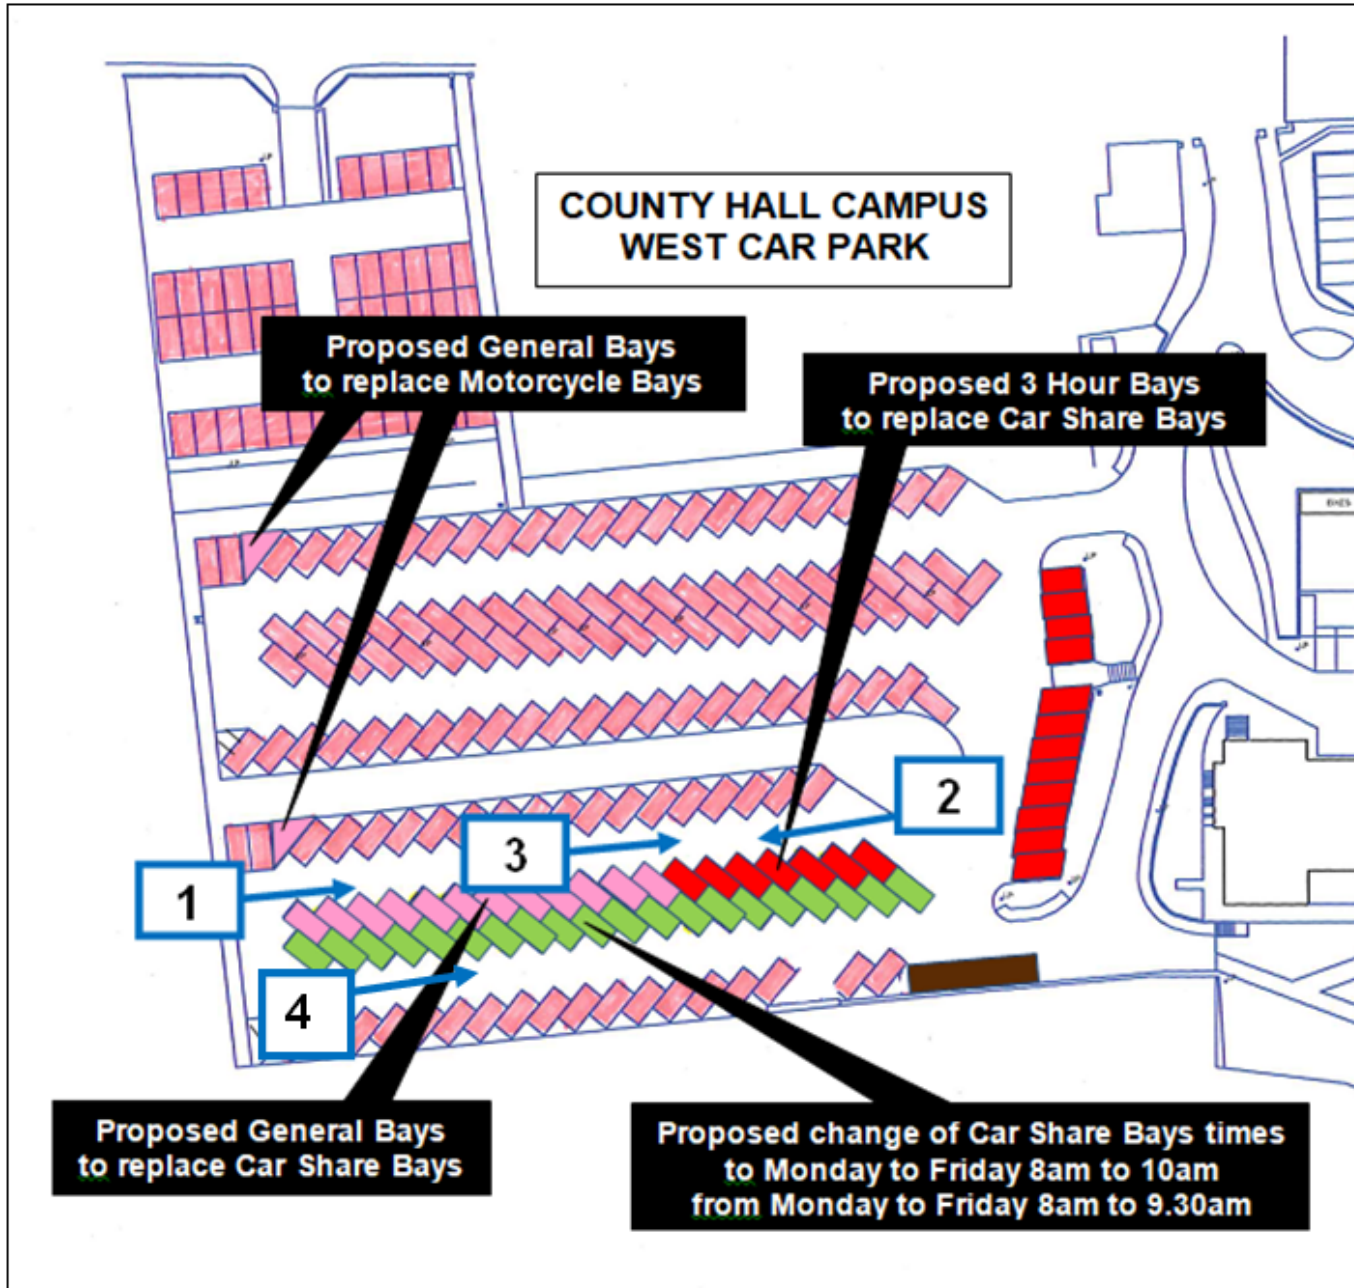 COUNTY HALL CAMPUS
WEST CAR PARK
Proposed General Bays
to replace Motorcycle Bays
Proposed 3 Hour Bays
to replace Car Share Bays
2
3
1
4
Proposed General Bays
to replace Car Share Bays
Proposed change of Car Share Bays times
to Monday to Friday 8am to 10am
from Monday to Friday 8am to 9.30am